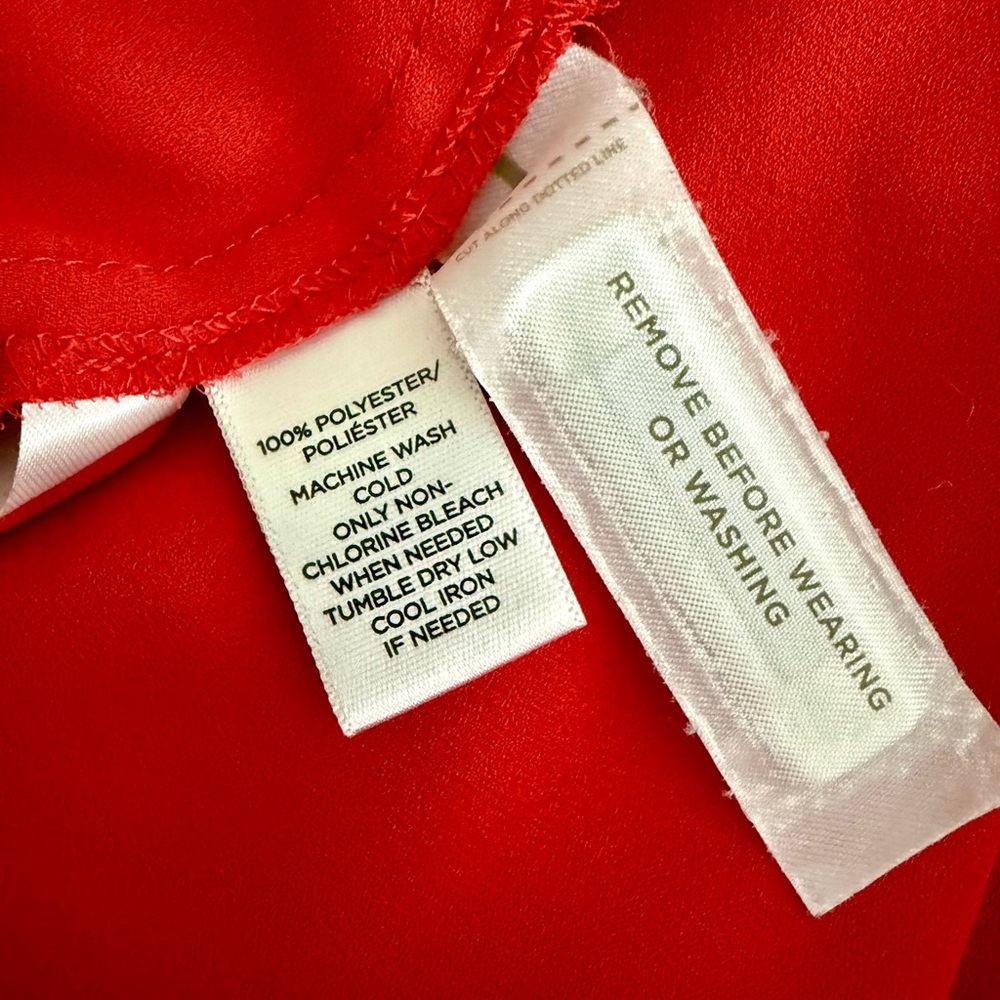 100% POLYESTER/
POLIÉSTER
MACHINE WASH
COLD
ONLY NON-
CHLORINE BLEACH
WHEN NEEDED
TUMBLE DRY LOW
COOL IRON
IF NEEDED
CUT ALONG DOTTED LINE
REMOVE BEFORE WEARING
OR WASHING